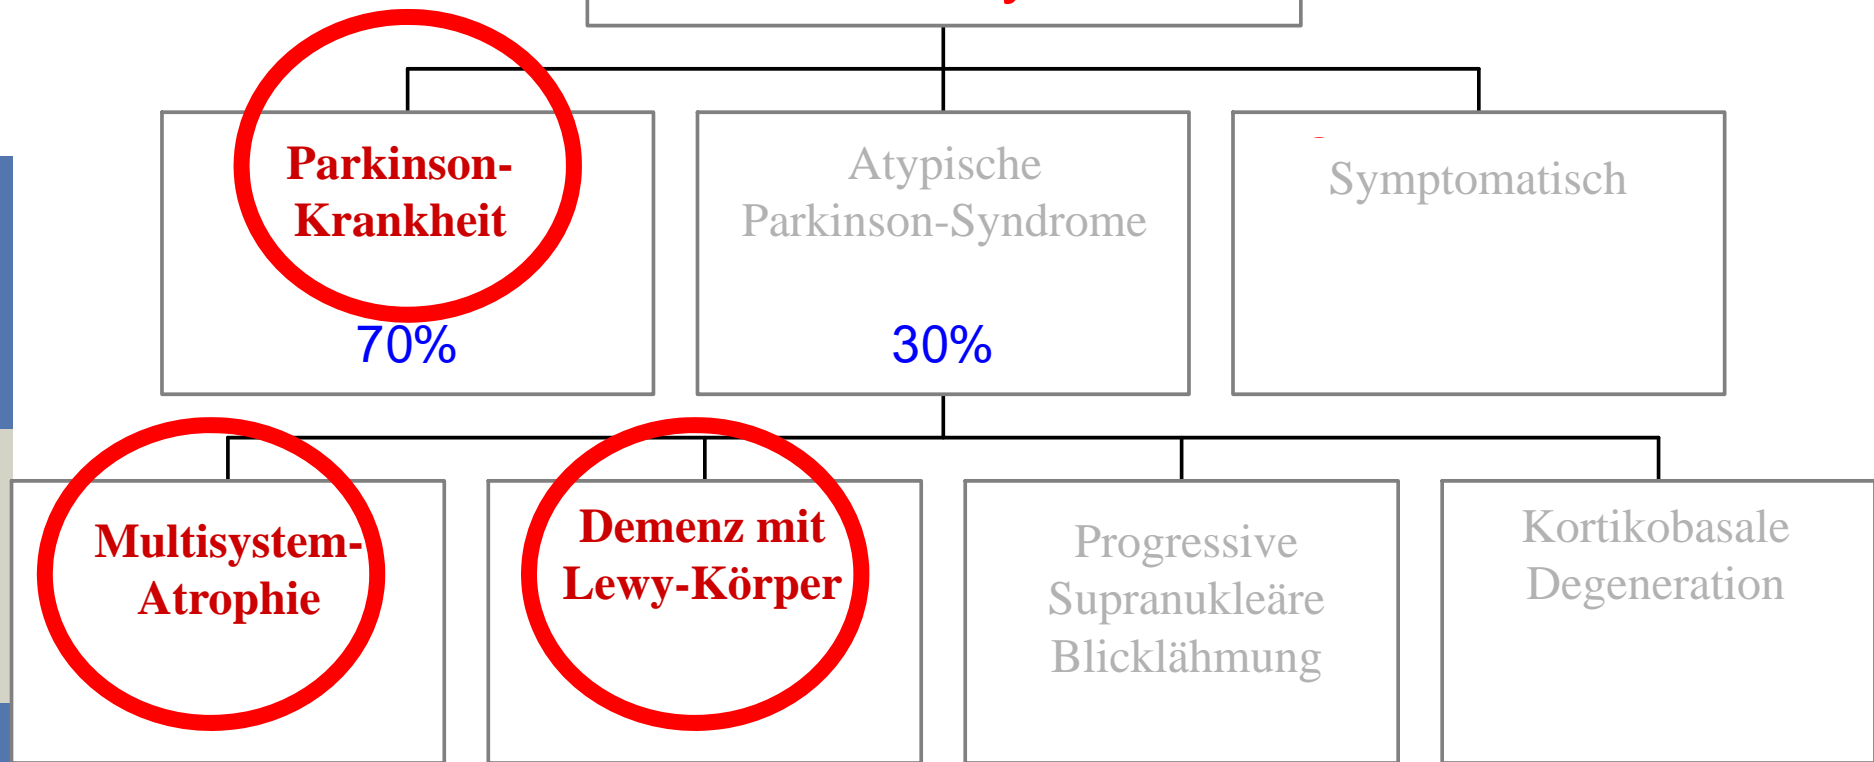 Parkinson-
Krankheit
70%
Atypische
Parkinson-Syndrome
30%
Symptomatisch
Multisystem-
Atrophie
Demenz mit
Lewy-Körper
Progressive
Supranukleäre
Blicklähmung
Kortikobasale
Degeneration